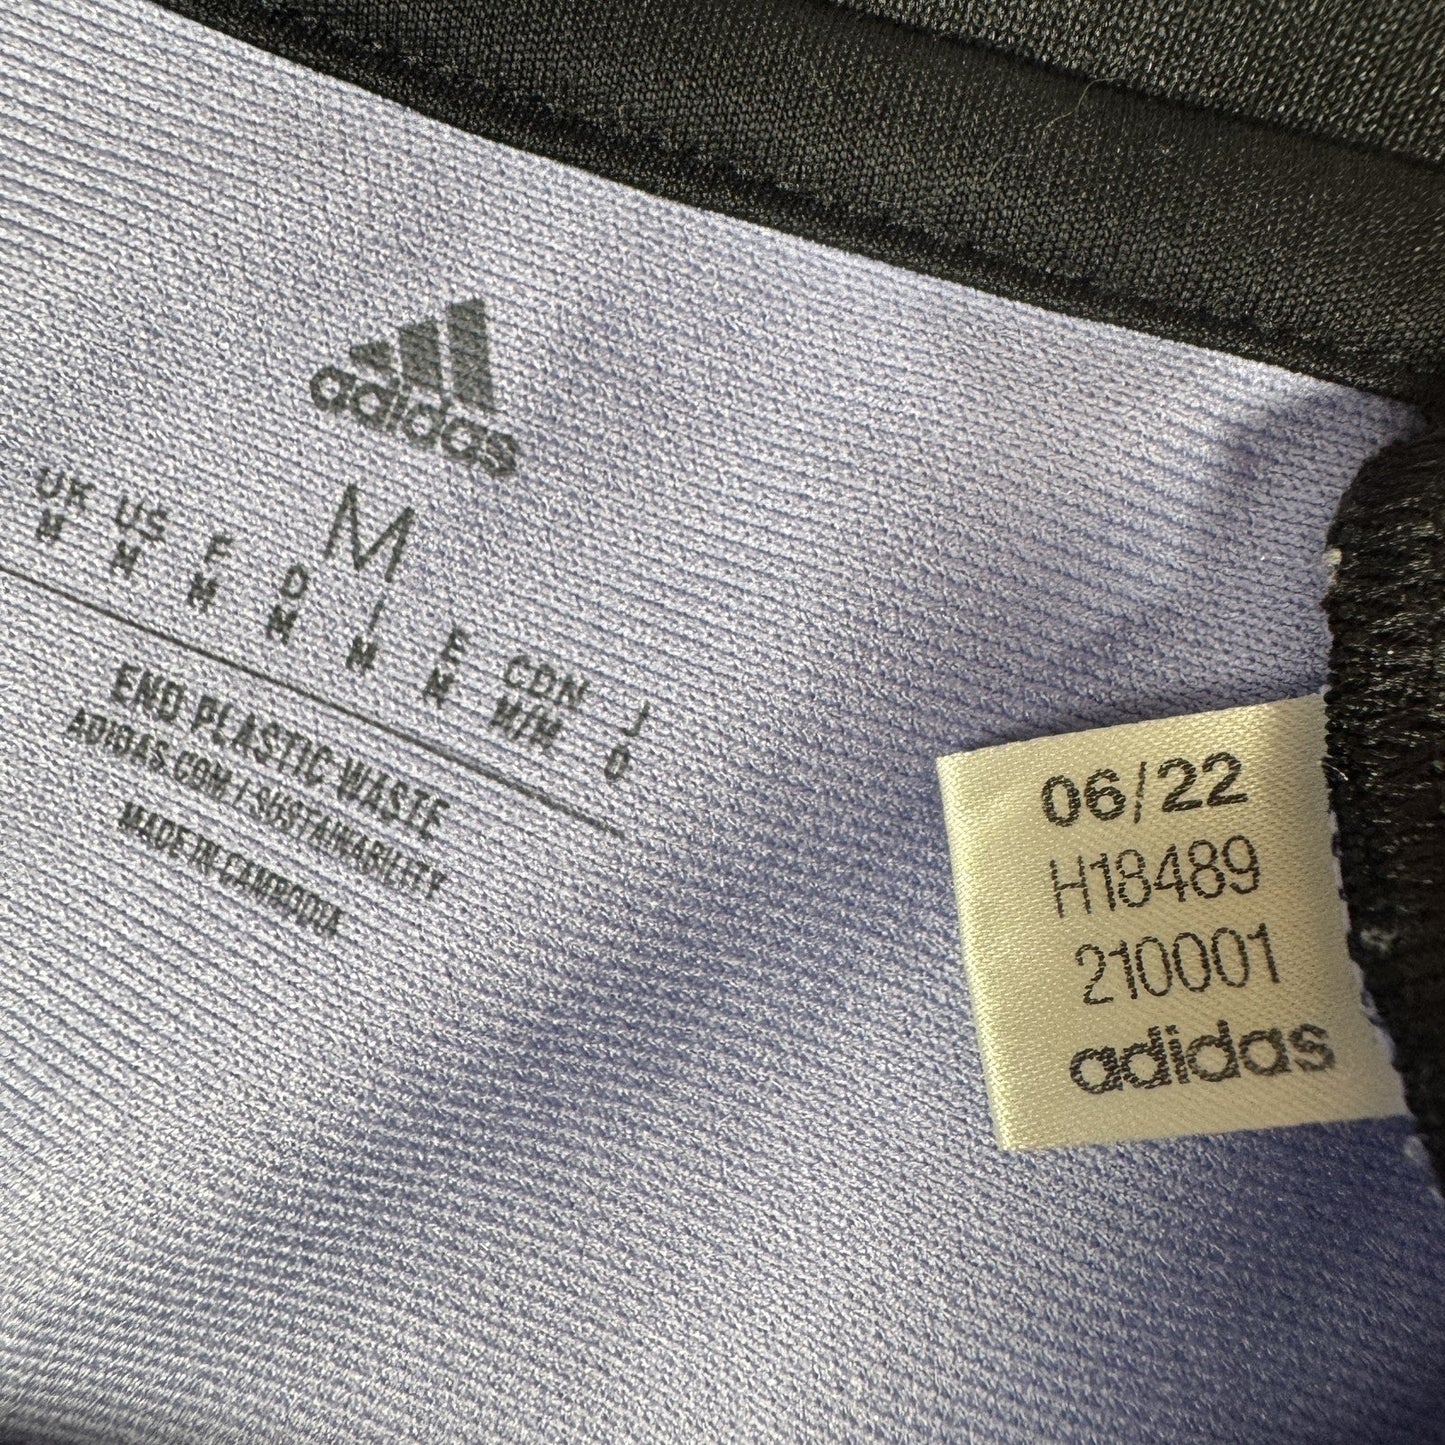 adidas
M
UK US F D I E CDN J
M M M M M M M/M O
END PLASTIC WASTE
ADIDAS.COM/SUSTAINABILITY
MADE IN CAMBODIA
06/22
H18489
210001
adidas